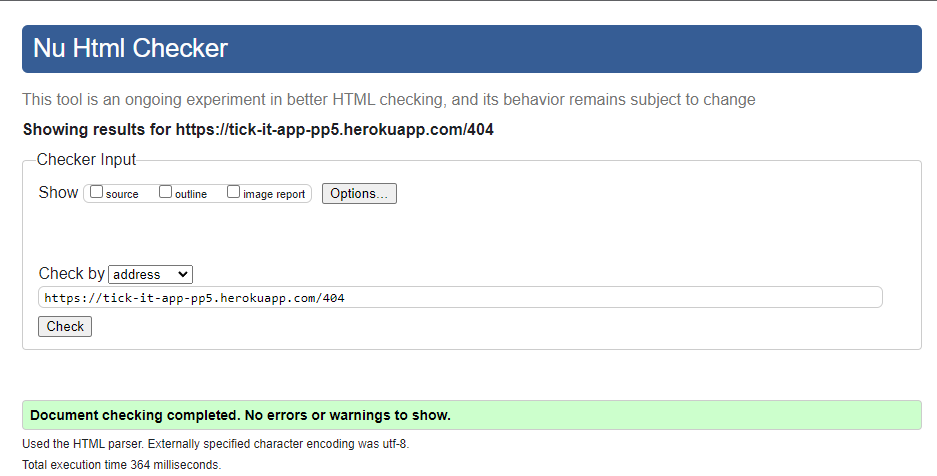 Nu Html Checker
This tool is an ongoing experiment in better HTML checking, and its behavior remains subject to change
Showing results for https://tick-it-app-pp5.herokuapp.com/404
Checker Input
Show source outline image report Options...
Check by address
https://tick-it-app-pp5.herokuapp.com/404
Check
Document checking completed. No errors or warnings to show.
Used the HTML parser. Externally specified character encoding was utf-8.
Total execution time 364 milliseconds.